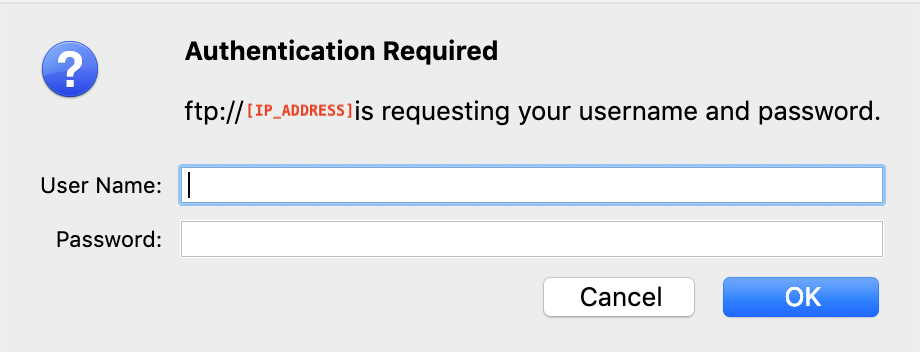 Authentication Required
ftp://[IP_ADDRESS]is requesting your username and password.
User Name:
Password:
Cancel
OK